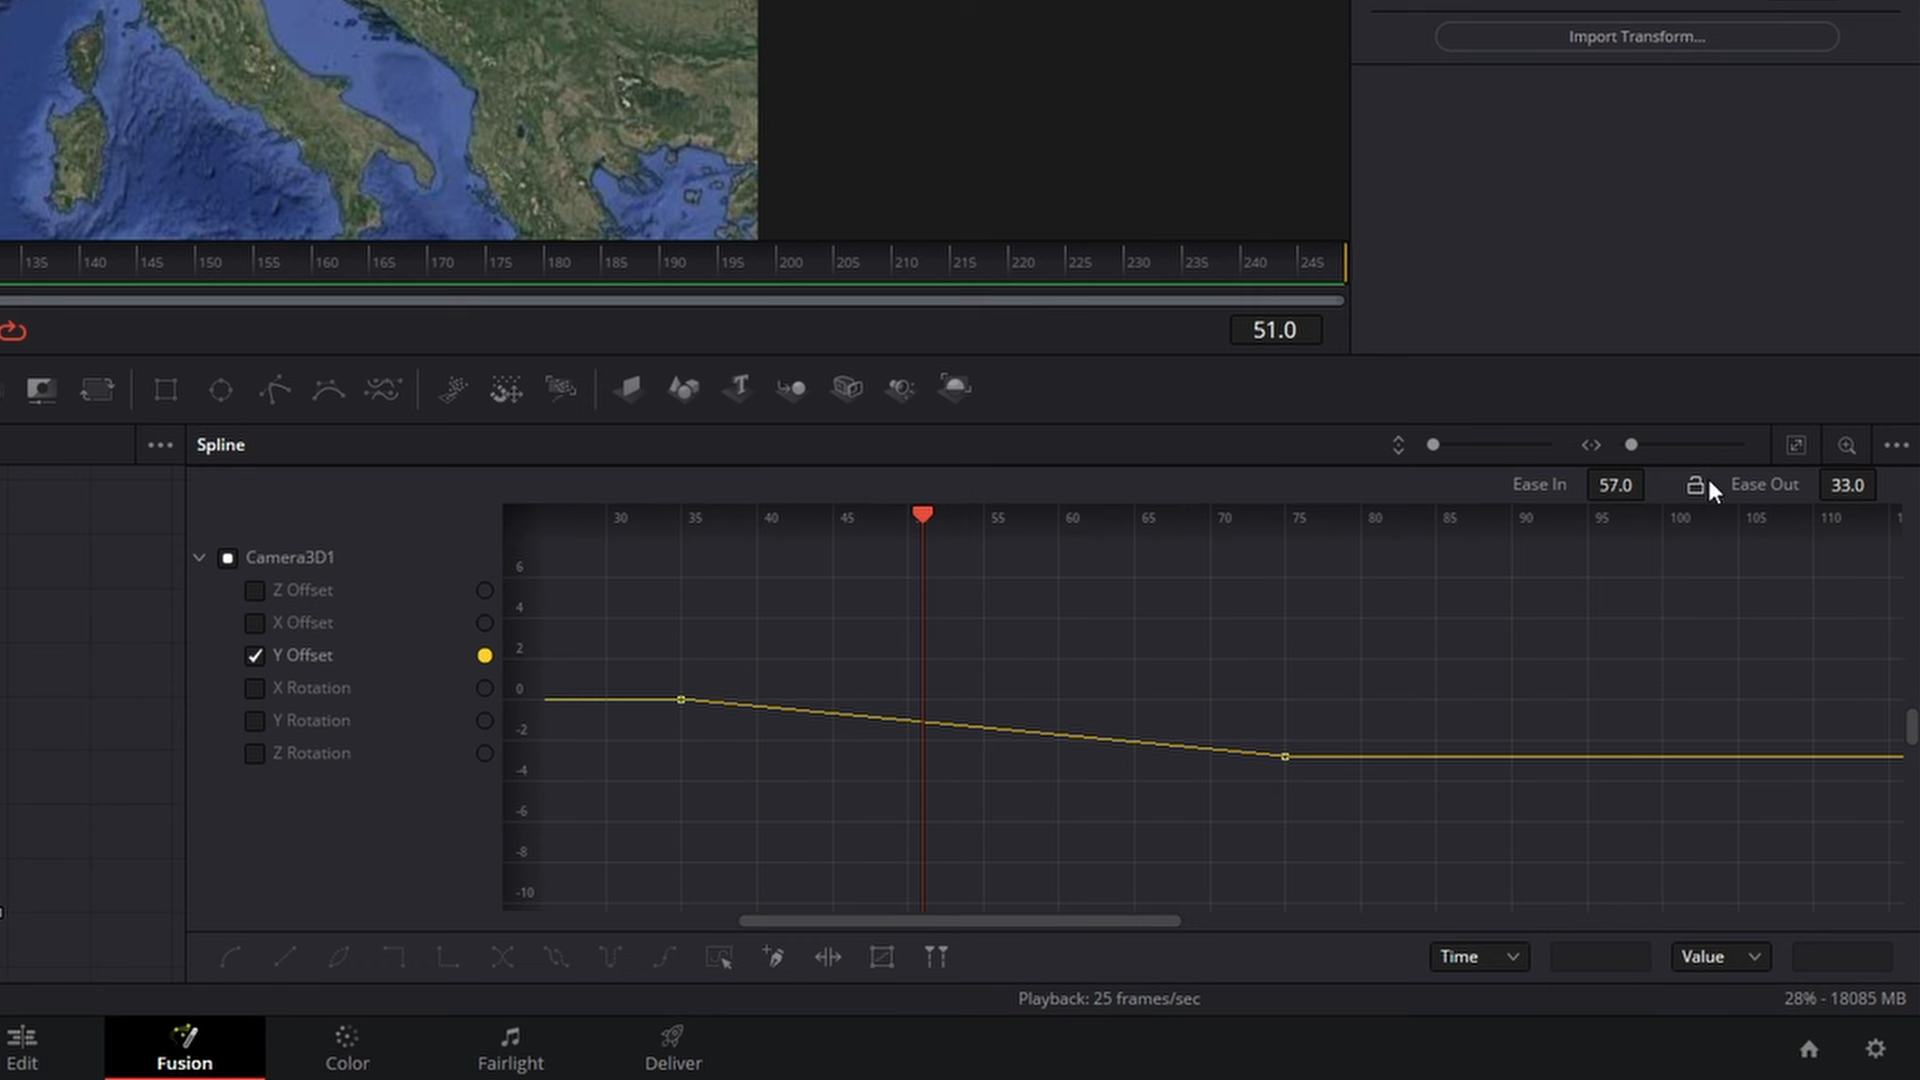 Import Transform...
135 140 145 150 155 160 165 170 175 180 185 190 195 200 205 210 215 220 225 230 235 240 245
51.0
Spline
Ease In 57.0 Ease Out 33.0
30 35 40 45 55 60 65 70 75 80 85 90 95 100 105 110
Camera3D1
Z Offset
X Offset
Y Offset
X Rotation
Y Rotation
Z Rotation
6
4
2
0
-2
-4
-6
-8
-10
Time Value
Playback: 25 frames/sec
28% - 18085 MB
Edit Fusion Color Fairlight Deliver